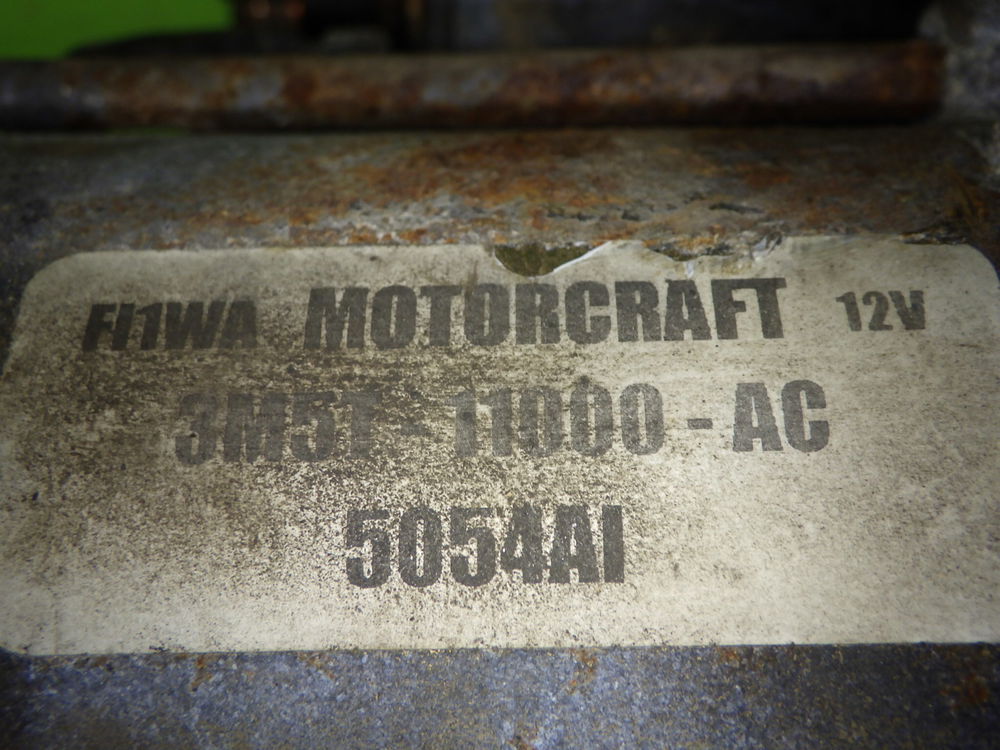 FI1WA MOTORCRAFT 12V
3M5T - 11000 - AC
5054AI